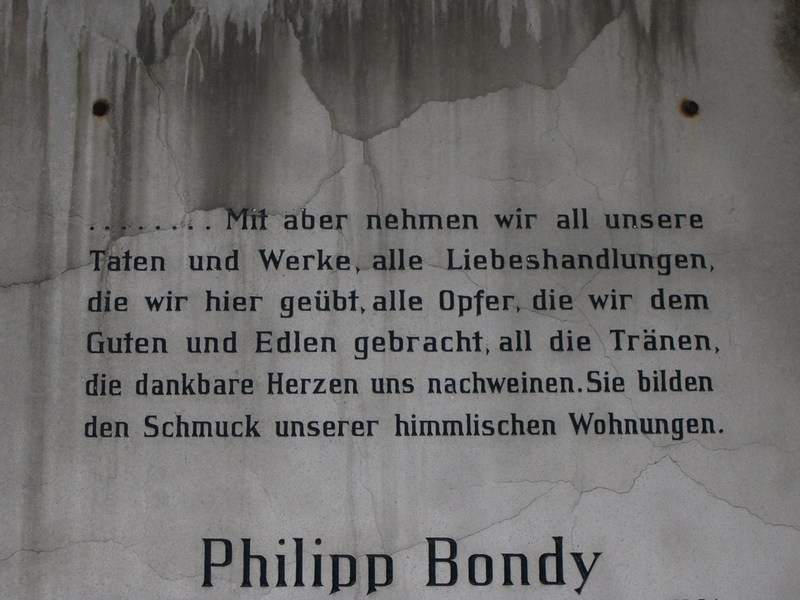 ........ Mit aber nehmen wir all unsere
Taten und Werke, alle Liebeshandlungen,
die wir hier geübt, alle Opfer, die wir dem
Guten und Edlen gebracht, all die Tränen,
die dankbare Herzen uns nachweinen. Sie bilden
den Schmuck unserer himmlischen Wohnungen.
Philipp Bondy